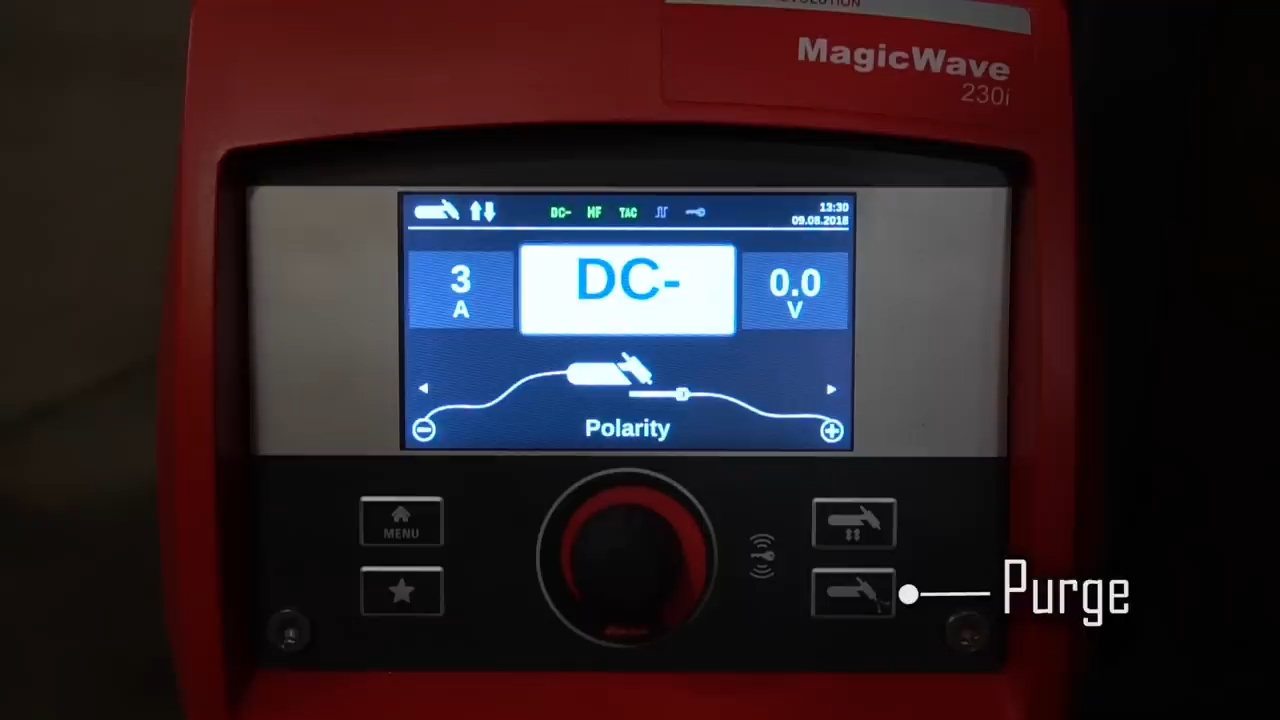 MagicWave
230i
DC- HF TAC
13:30
09.08.2018
3
A
DC-
0.0
V
Polarity
MENU
Purge